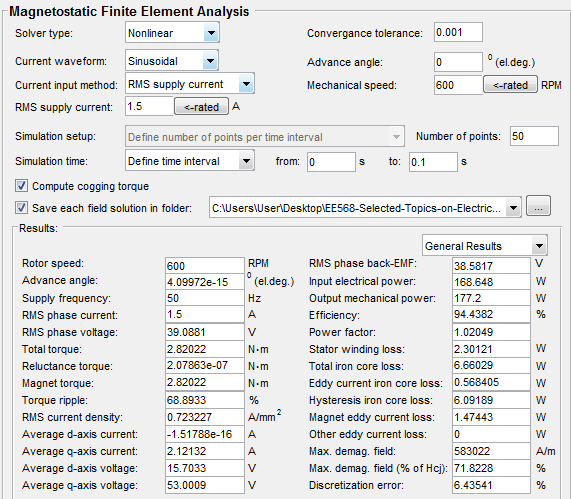 Magnetostatic Finite Element Analysis
Solver type: Nonlinear Convergance tolerance: 0.001
Current waveform: Sinusoidal Advance angle: 0 0 (el.deg.)
Current input method: RMS supply current Mechanical speed: 600 <-rated RPM
RMS supply current: 1.5 <-rated A
Simulation setup: Define number of points per time interval Number of points: 50
Simulation time: Define time interval from: 0 s to: 0.1 s
Compute cogging torque
Save each field solution in folder: C:\Users\User\Desktop\EE568-Selected-Topics-on-Electric... ...
Results:
General Results
Rotor speed: 600 RPM RMS phase back-EMF: 38.5817 V
Advance angle: 4.09972e-15 0 (el.deg.) Input electrical power: 168.648 W
Supply frequency: 50 Hz Output mechanical power: 177.2 W
RMS phase current: 1.5 A Efficiency: 94.4382 %
RMS phase voltage: 39.0881 V Power factor: 1.02049
Total torque: 2.82022 N·m Stator winding loss: 2.30121 W
Reluctance torque: 2.07863e-07 N·m Total iron core loss: 6.66029 W
Magnet torque: 2.82022 N·m Eddy current iron core loss: 0.568405 W
Torque ripple: 68.8933 % Hysteresis iron core loss: 6.09189 W
RMS current density: 0.723227 A/mm2 Magnet eddy current loss: 1.47443 W
Average d-axis current: -1.51788e-16 A Other eddy current loss: 0 W
Average q-axis current: 2.12132 A Max. demag. field: 583022 A/m
Average d-axis voltage: 15.7033 V Max. demag. field (% of Hcj): 71.8228 %
Average q-axis voltage: 53.0009 V Discretization error: 6.43541 %